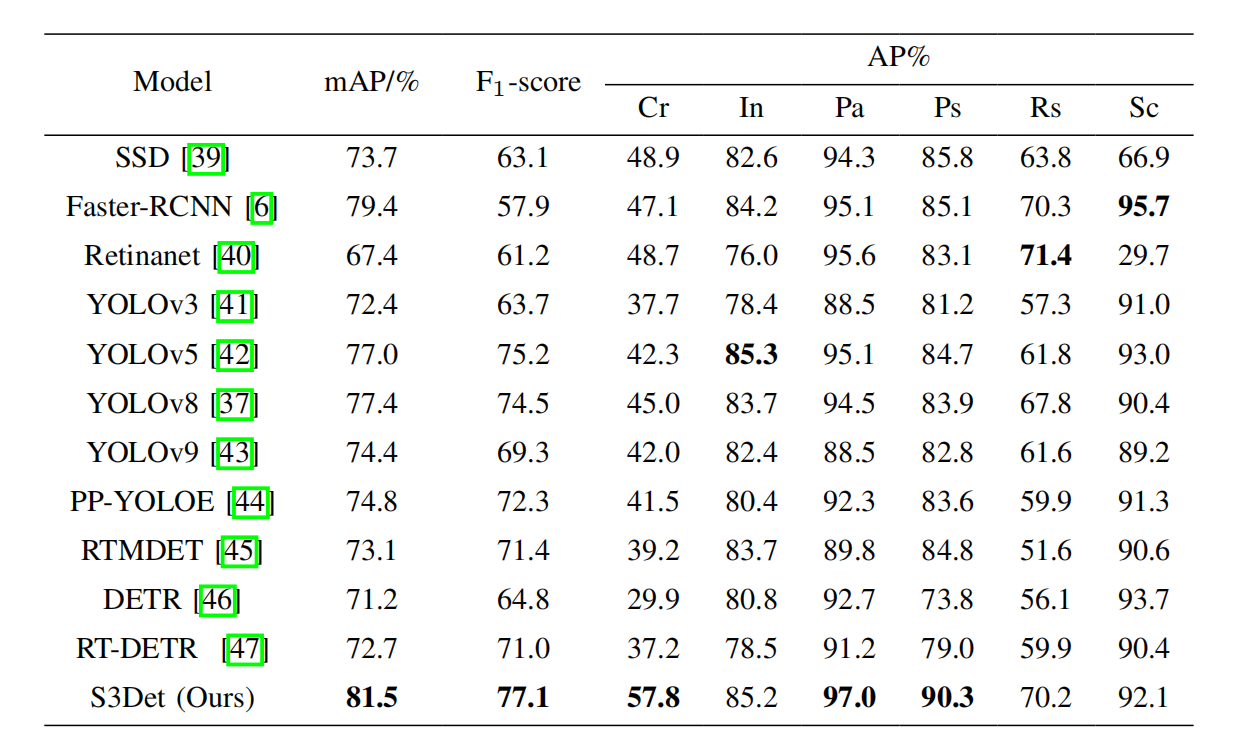 AP%
Model mAP/% F₁-score
Cr In Pa Ps Rs Sc
SSD [39] 73.7 63.1 48.9 82.6 94.3 85.8 63.8 66.9
Faster-RCNN [6] 79.4 57.9 47.1 84.2 95.1 85.1 70.3 95.7
Retinanet [40] 67.4 61.2 48.7 76.0 95.6 83.1 71.4 29.7
YOLOv3 [41] 72.4 63.7 37.7 78.4 88.5 81.2 57.3 91.0
YOLOv5 [42] 77.0 75.2 42.3 85.3 95.1 84.7 61.8 93.0
YOLOv8 [37] 77.4 74.5 45.0 83.7 94.5 83.9 67.8 90.4
YOLOv9 [43] 74.4 69.3 42.0 82.4 88.5 82.8 61.6 89.2
PP-YOLOE [44] 74.8 72.3 41.5 80.4 92.3 83.6 59.9 91.3
RTMDET [45] 73.1 71.4 39.2 83.7 89.8 84.8 51.6 90.6
DETR [46] 71.2 64.8 29.9 80.8 92.7 73.8 56.1 93.7
RT-DETR [47] 72.7 71.0 37.2 78.5 91.2 79.0 59.9 90.4
S3Det (Ours) 81.5 77.1 57.8 85.2 97.0 90.3 70.2 92.1